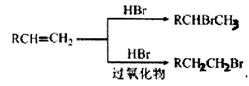 HBr
RCHBrCH₃
RCH=CH₂
HBr
过氧化物
RCH₂CH₂Br
.